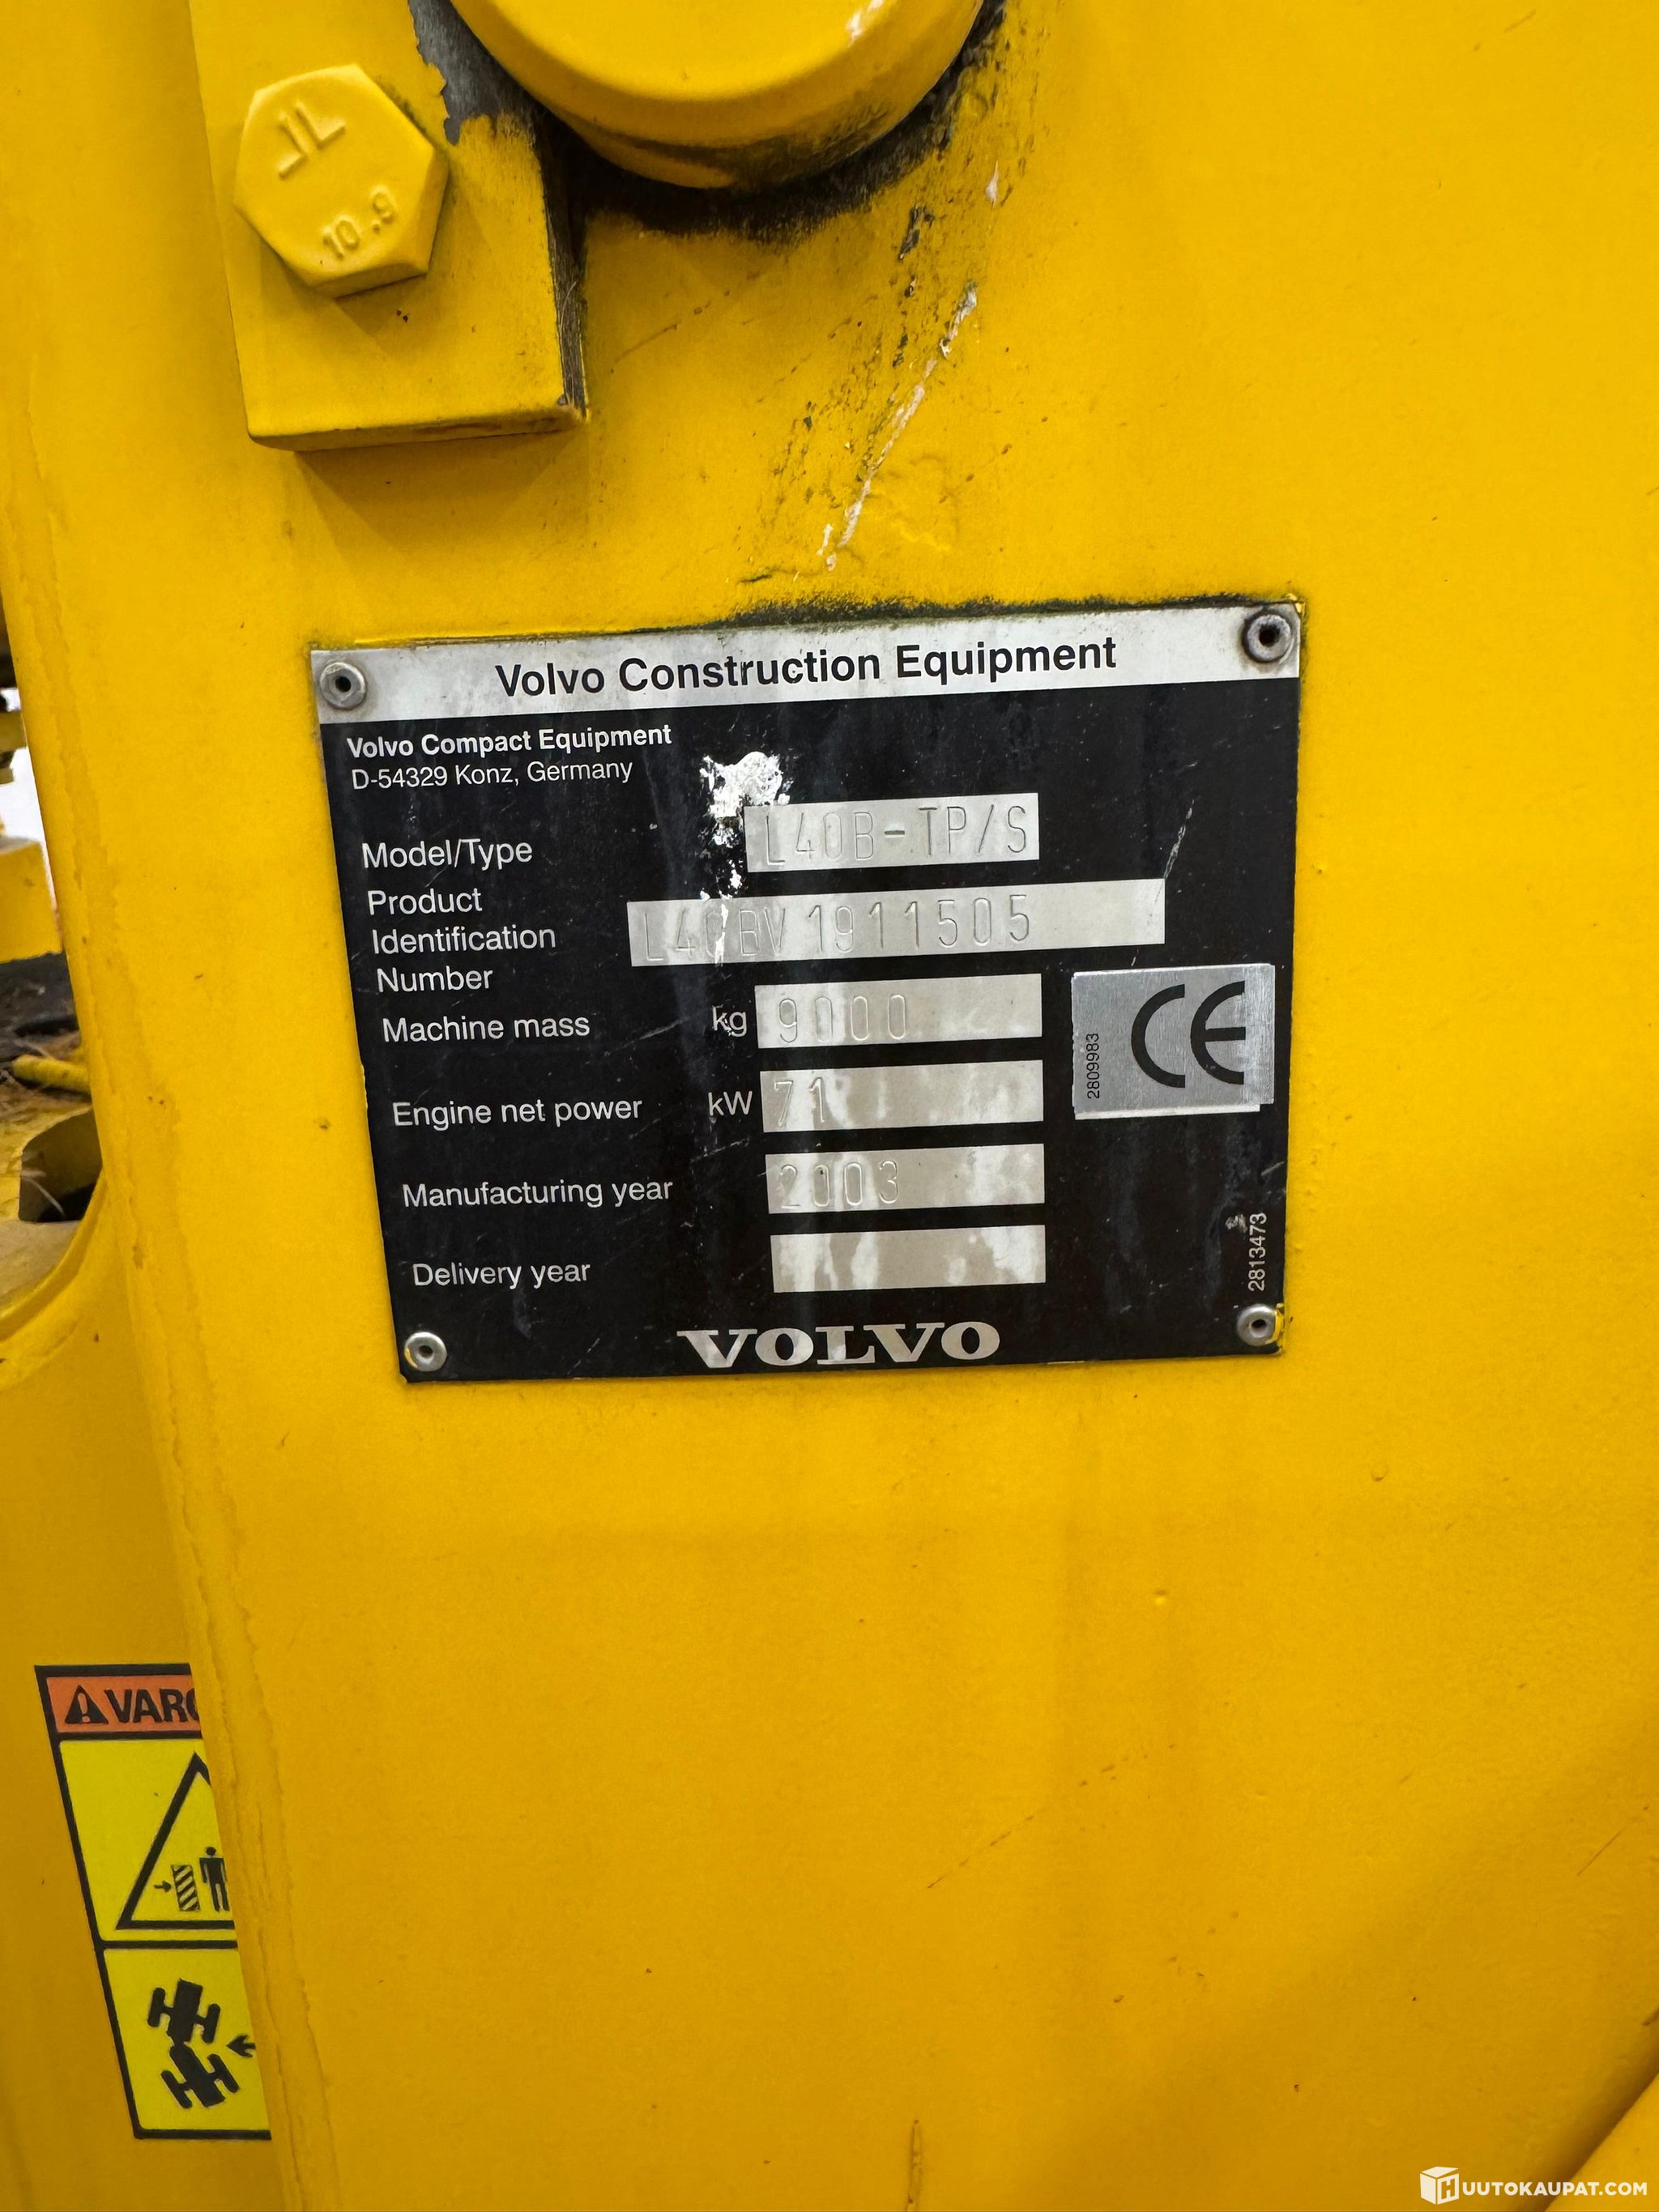 JL
10.9
Volvo Construction Equipment
Volvo Compact Equipment
D-54329 Konz, Germany
Model/Type L40B-TP/S
Product
Identification L40BV1911505
Number
Machine mass kg 9000
CE
2809983
Engine net power kW 71
Manufacturing year 2003
Delivery year
2813473
VOLVO
HUUTOKAUPAT.COM